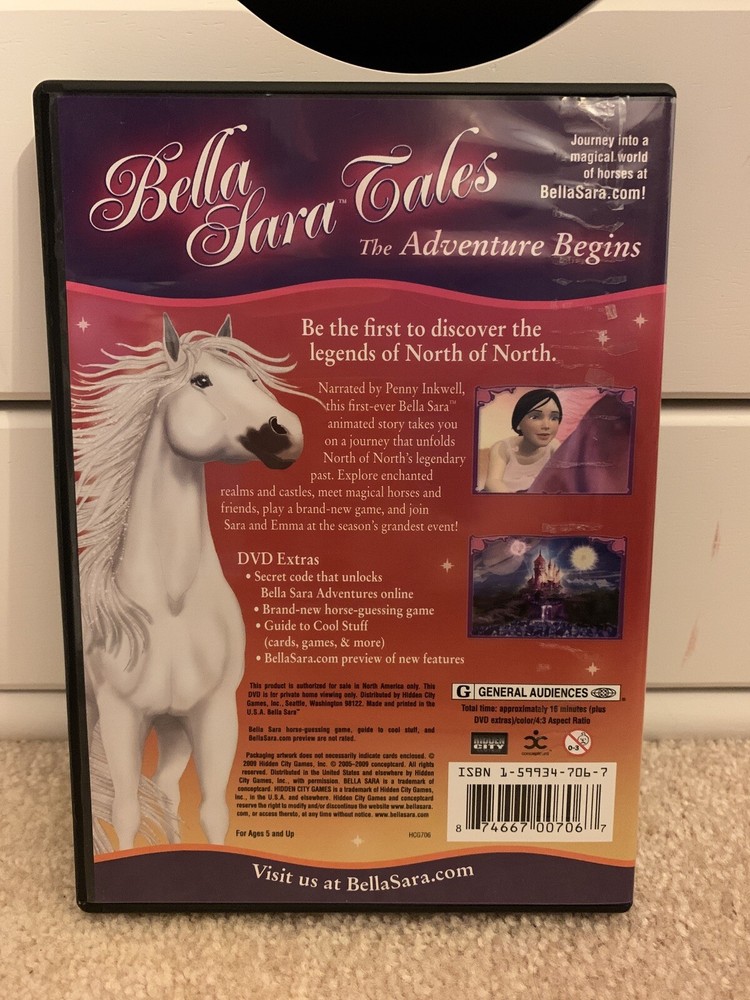 Bella Sara™ Tales
The Adventure Begins
Journey into a
magical world
of horses at
BellaSara.com!
Be the first to discover the
legends of North of North.
Narrated by Penny Inkwell,
this first-ever Bella Sara™
animated story takes you
on a journey that unfolds
North of North's legendary
past. Explore enchanted
realms and castles, meet magical horses and
friends, play a brand-new game, and join
Sara and Emma at the season's grandest event!
DVD Extras
• Secret code that unlocks
Bella Sara Adventures online
• Brand-new horse-guessing game
• Guide to Cool Stuff
(cards, games, & more)
• BellaSara.com preview of new features
This product is authorized for sale in North America only. This
DVD is for private home viewing only. Distributed by Hidden City
Games, Inc., Seattle, Washington 98122. Made and printed in the
U.S.A. Bella Sara™
Bella Sara horse-guessing game, guide to cool stuff, and
BellaSara.com preview are not rated.
Packaging artwork does not necessarily indicate cards enclosed. ©
2009 Hidden City Games, Inc. © 2005–2009 conceptcard. All rights
reserved. Distributed in the United States and elsewhere by Hidden
City Games, Inc., with permission. BELLA SARA is a trademark of
conceptcard. HIDDEN CITY GAMES is a trademark of Hidden City Games,
Inc., in the U.S.A. and elsewhere. Hidden City Games and conceptcard
reserve the right to modify and/or discontinue the website www.bellasara.
com, or access thereto, at any time without notice. www.bellasara.com
For Ages 5 and Up
HCG706
G GENERAL AUDIENCES
Total time: approximately 16 minutes (plus
DVD extras)/color/4:3 Aspect Ratio
HIDDEN
CITY
conceptcard
0-3
ISBN 1-59934-706-7
8 74667 00706 7
Visit us at BellaSara.com